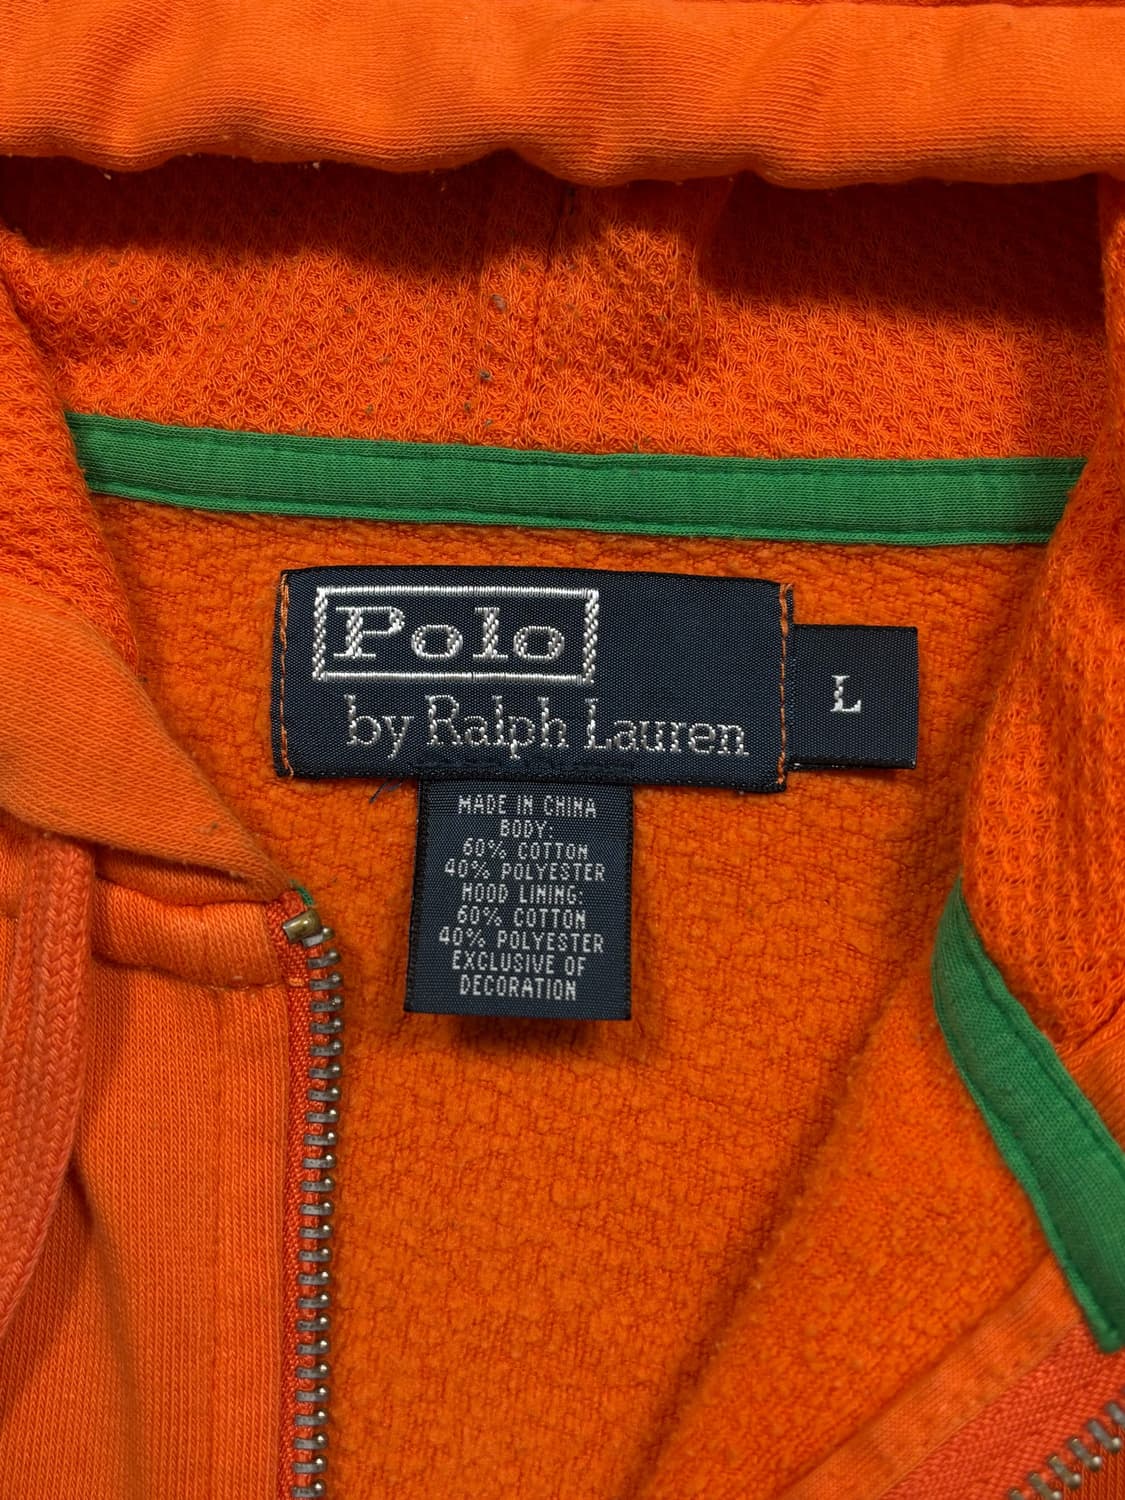 Polo
by Ralph Lauren
L
MADE IN CHINA
BODY:
60% COTTON
40% POLYESTER
HOOD LINING:
60% COTTON
40% POLYESTER
EXCLUSIVE OF
DECORATION